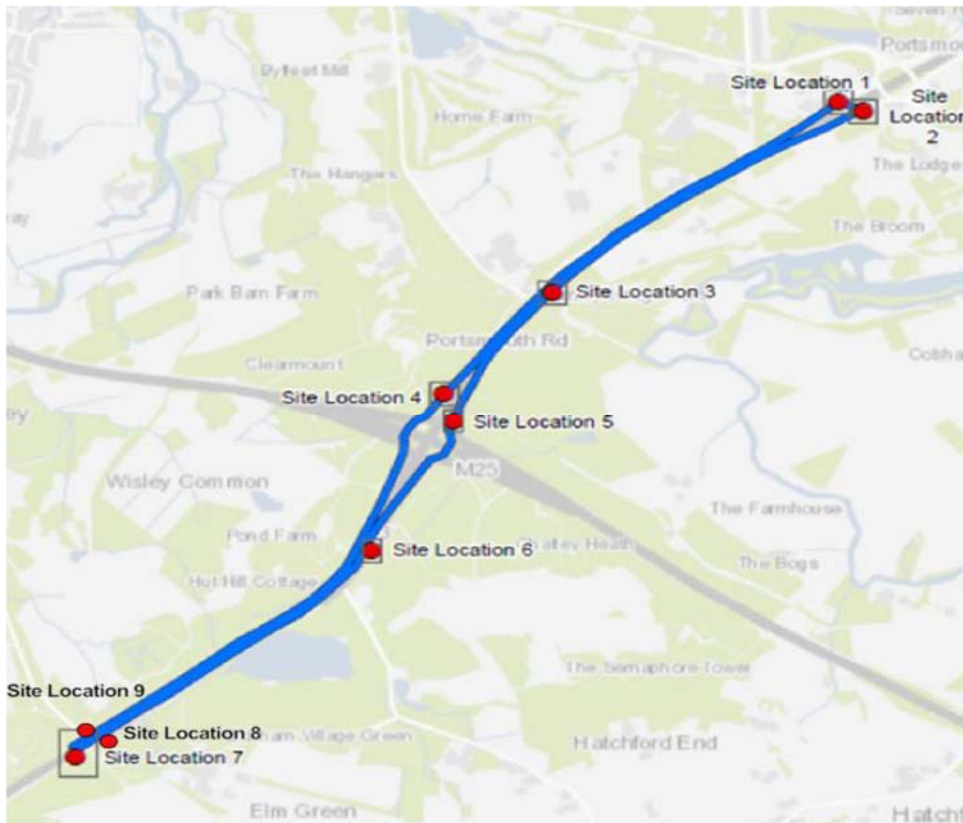 Portsmo
Byfleet Mill
Site Location 1
Site
Location
2
Home Farm
The Lodge
The Hangers
The Broom
Park Barn Farm
Site Location 3
Portsmouth Rd
Clearmount
Cobha
Site Location 4
ey
Site Location 5
M25
Wisley Common
The Farmhouse
Pond Farm
Site Location 6
Chatley Heath
The Bogs
Hut Hill Cottage
The Semaphore Tower
Site Location 9
Site Location 8
ham Village Green
Hatchford End
Site Location 7
Elm Green
Hatch